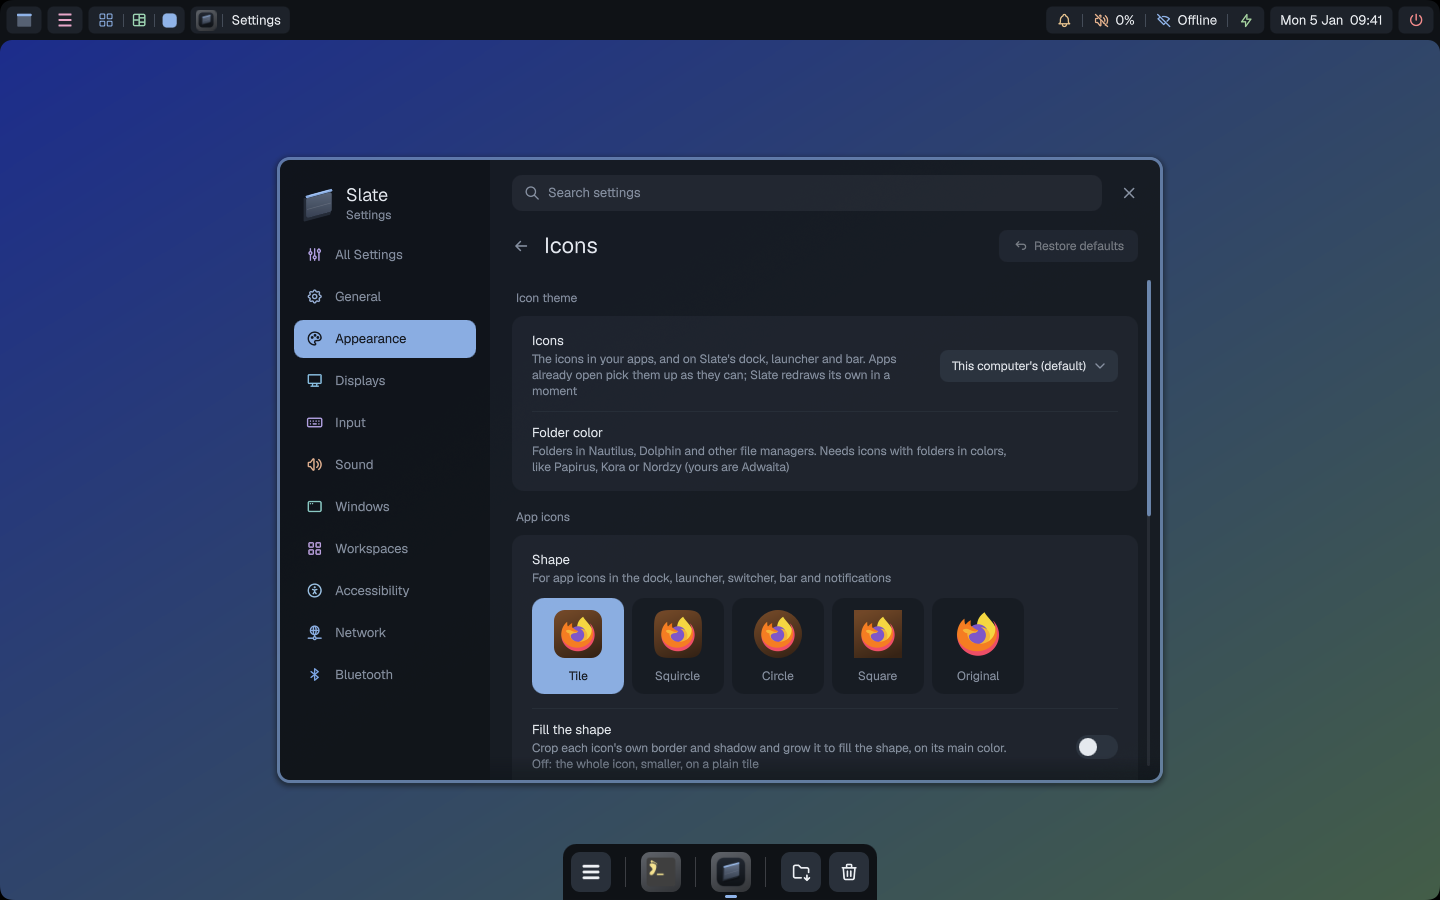 Settings
0%
Offline
Mon 5 Jan 09:41
Slate
Settings
All Settings
General
Appearance
Displays
Input
Sound
Windows
Workspaces
Accessibility
Network
Bluetooth
Search settings
Icons
Restore defaults
Icon theme
Icons
The icons in your apps, and on Slate's dock, launcher and bar. Apps
already open pick them up as they can; Slate redraws its own in a
moment
This computer's (default)
Folder color
Folders in Nautilus, Dolphin and other file managers. Needs icons with folders in colors,
like Papirus, Kora or Nordzy (yours are Adwaita)
App icons
Shape
For app icons in the dock, launcher, switcher, bar and notifications
Tile
Squircle
Circle
Square
Original
Fill the shape
Crop each icon's own border and shadow and grow it to fill the shape, on its main color.
Off: the whole icon, smaller, on a plain tile